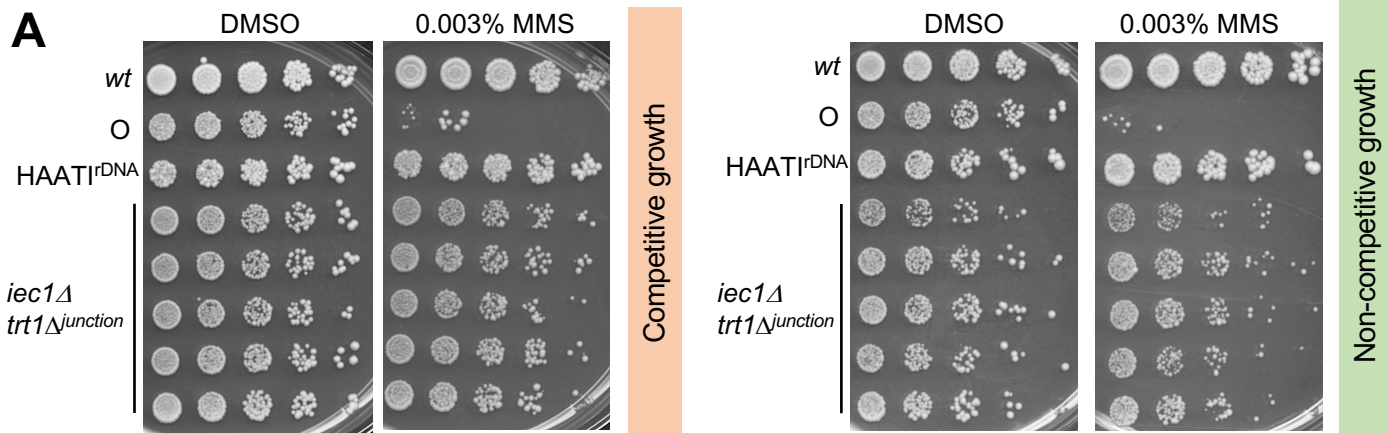 A
DMSO
0.003% MMS
wt
O
HAATIrDNA
iec1Δ
trt1Δjunction
Competitive growth
DMSO
0.003% MMS
wt
O
HAATIrDNA
iec1Δ
trt1Δjunction
Non-competitive growth